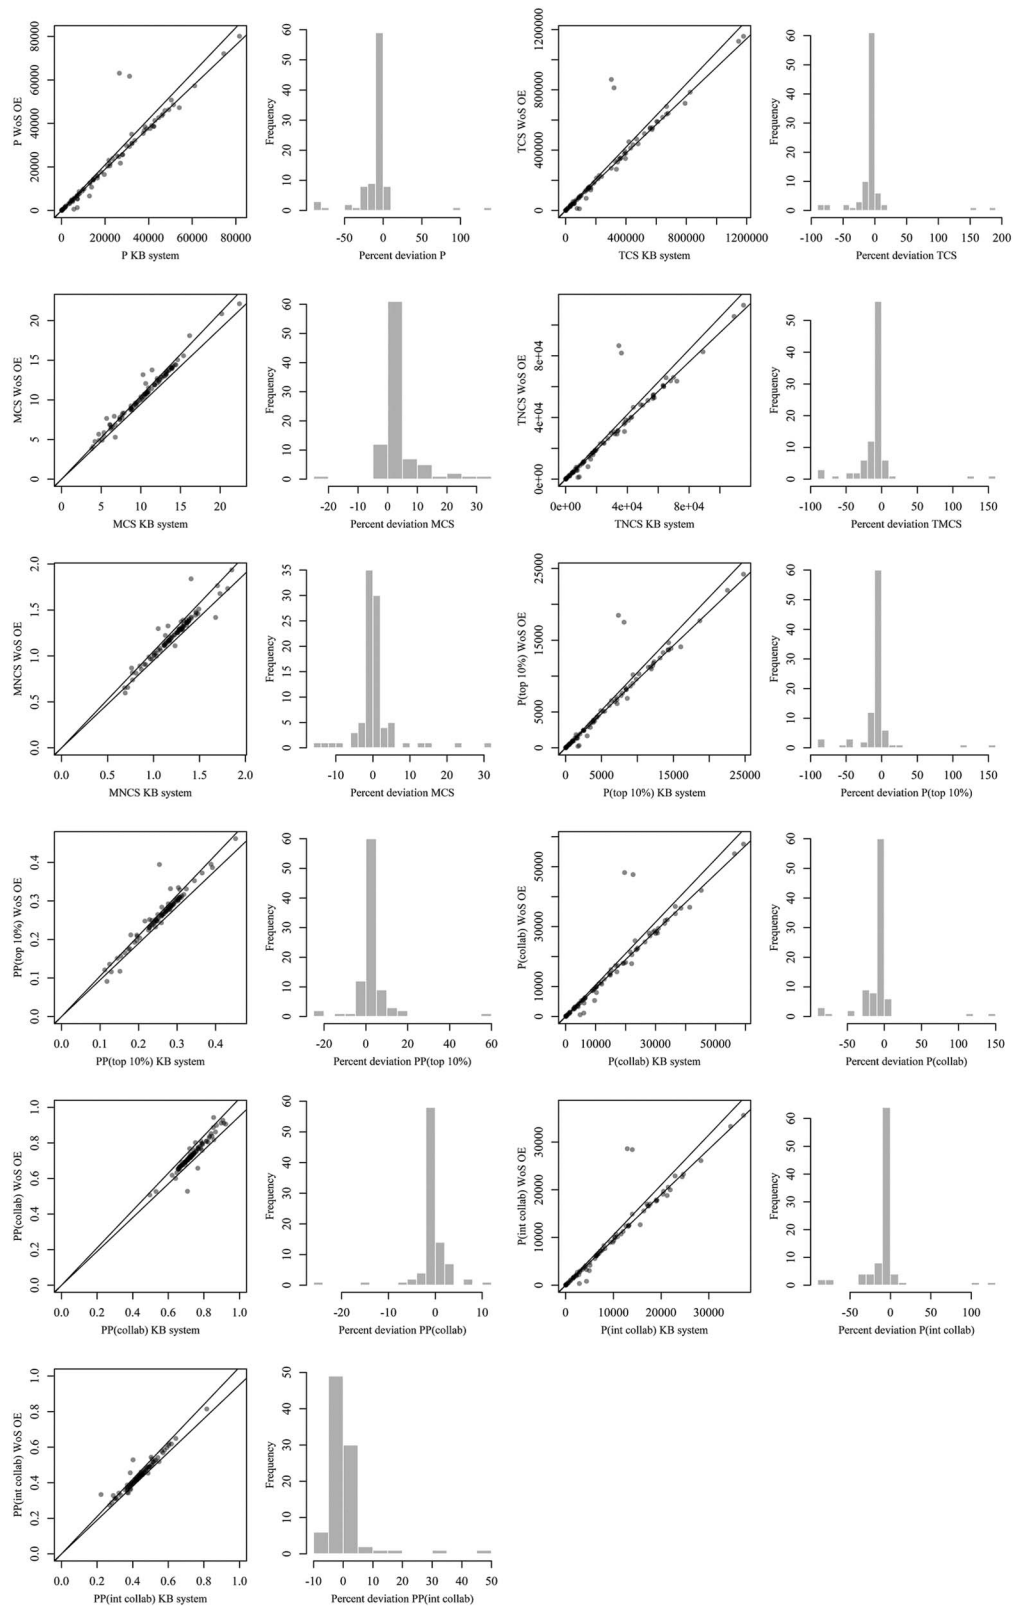 P WoS OE
80000
60000
40000
20000
0
0 20000 40000 60000 80000
P KB system
Frequency
60
50
40
30
20
10
0
-50 0 50 100
Percent deviation P
TCS WoS OE
1200000
800000
400000
0
0 400000 800000 1200000
TCS KB system
Frequency
60
50
40
30
20
10
0
-100 -50 0 50 100 150 200
Percent deviation TCS
MCS WoS OE
20
15
10
5
0
0 5 10 15 20
MCS KB system
Frequency
60
50
40
30
20
10
0
-20 -10 0 10 20 30
Percent deviation MCS
TNCS WoS OE
8e+04
4e+04
0e+00
0e+00 4e+04 8e+04
TNCS KB system
Frequency
50
40
30
20
10
0
-100 -50 0 50 100 150
Percent deviation TMCS
MNCS WoS OE
2.0
1.5
1.0
0.5
0.0
0.0 0.5 1.0 1.5 2.0
MNCS KB system
Frequency
35
30
25
20
15
10
5
0
-10 0 10 20 30
Percent deviation MCS
P(top 10%) WoS OE
25000
15000
5000
0
0 5000 15000 25000
P(top 10%) KB system
Frequency
60
50
40
30
20
10
0
-100 -50 0 50 100 150
Percent deviation P(top 10%)
PP(top 10%) WoS OE
0.4
0.3
0.2
0.1
0.0
0.0 0.1 0.2 0.3 0.4
PP(top 10%) KB system
Frequency
60
50
40
30
20
10
0
-20 0 20 40 60
Percent deviation PP(top 10%)
P(collab) WoS OE
50000
30000
10000
0
0 10000 30000 50000
P(collab) KB system
Frequency
60
50
40
30
20
10
0
-50 0 50 100 150
Percent deviation P(collab)
PP(collab) WoS OE
1.0
0.8
0.6
0.4
0.2
0.0
0.0 0.2 0.4 0.6 0.8 1.0
PP(collab) KB system
Frequency
60
50
40
30
20
10
0
-20 -10 0 10
Percent deviation PP(collab)
P(int collab) WoS OE
30000
20000
10000
0
0 10000 20000 30000
P(int collab) KB system
Frequency
60
50
40
30
20
10
0
-50 0 50 100
Percent deviation P(int collab)
PP(int collab) WoS OE
1.0
0.8
0.6
0.4
0.2
0.0
0.0 0.2 0.4 0.6 0.8 1.0
PP(int collab) KB system
Frequency
50
40
30
20
10
0
-10 0 10 20 30 40 50
Percent deviation PP(int collab)